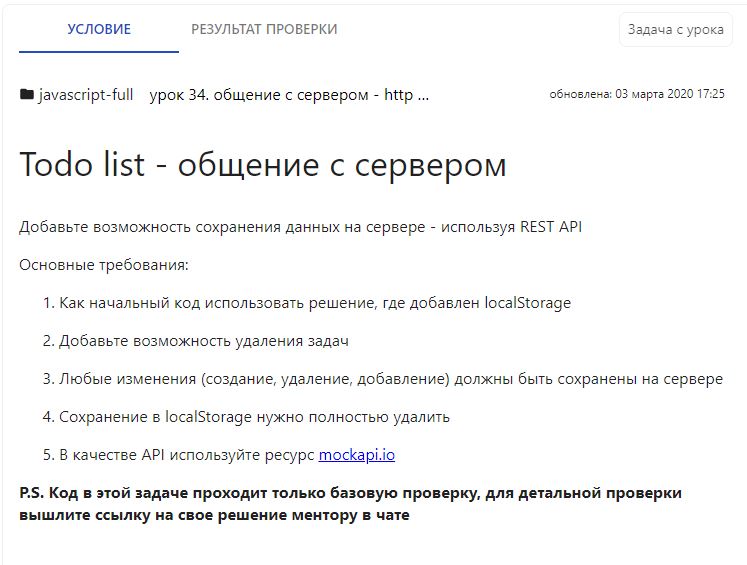 УСЛОВИЕ
РЕЗУЛЬТАТ ПРОВЕРКИ
Задача с урока
javascript-full урок 34. общение с сервером - http ...
обновлена: 03 марта 2020 17:25
Todo list - общение с сервером
Добавьте возможность сохранения данных на сервере - используя REST API
Основные требования:
1. Как начальный код использовать решение, где добавлен localStorage
2. Добавьте возможность удаления задач
3. Любые изменения (создание, удаление, добавление) должны быть сохранены на сервере
4. Сохранение в localStorage нужно полностью удалить
5. В качестве API используйте ресурс mockapi.io
P.S. Код в этой задаче проходит только базовую проверку, для детальной проверки
вышлите ссылку на свое решение ментору в чате